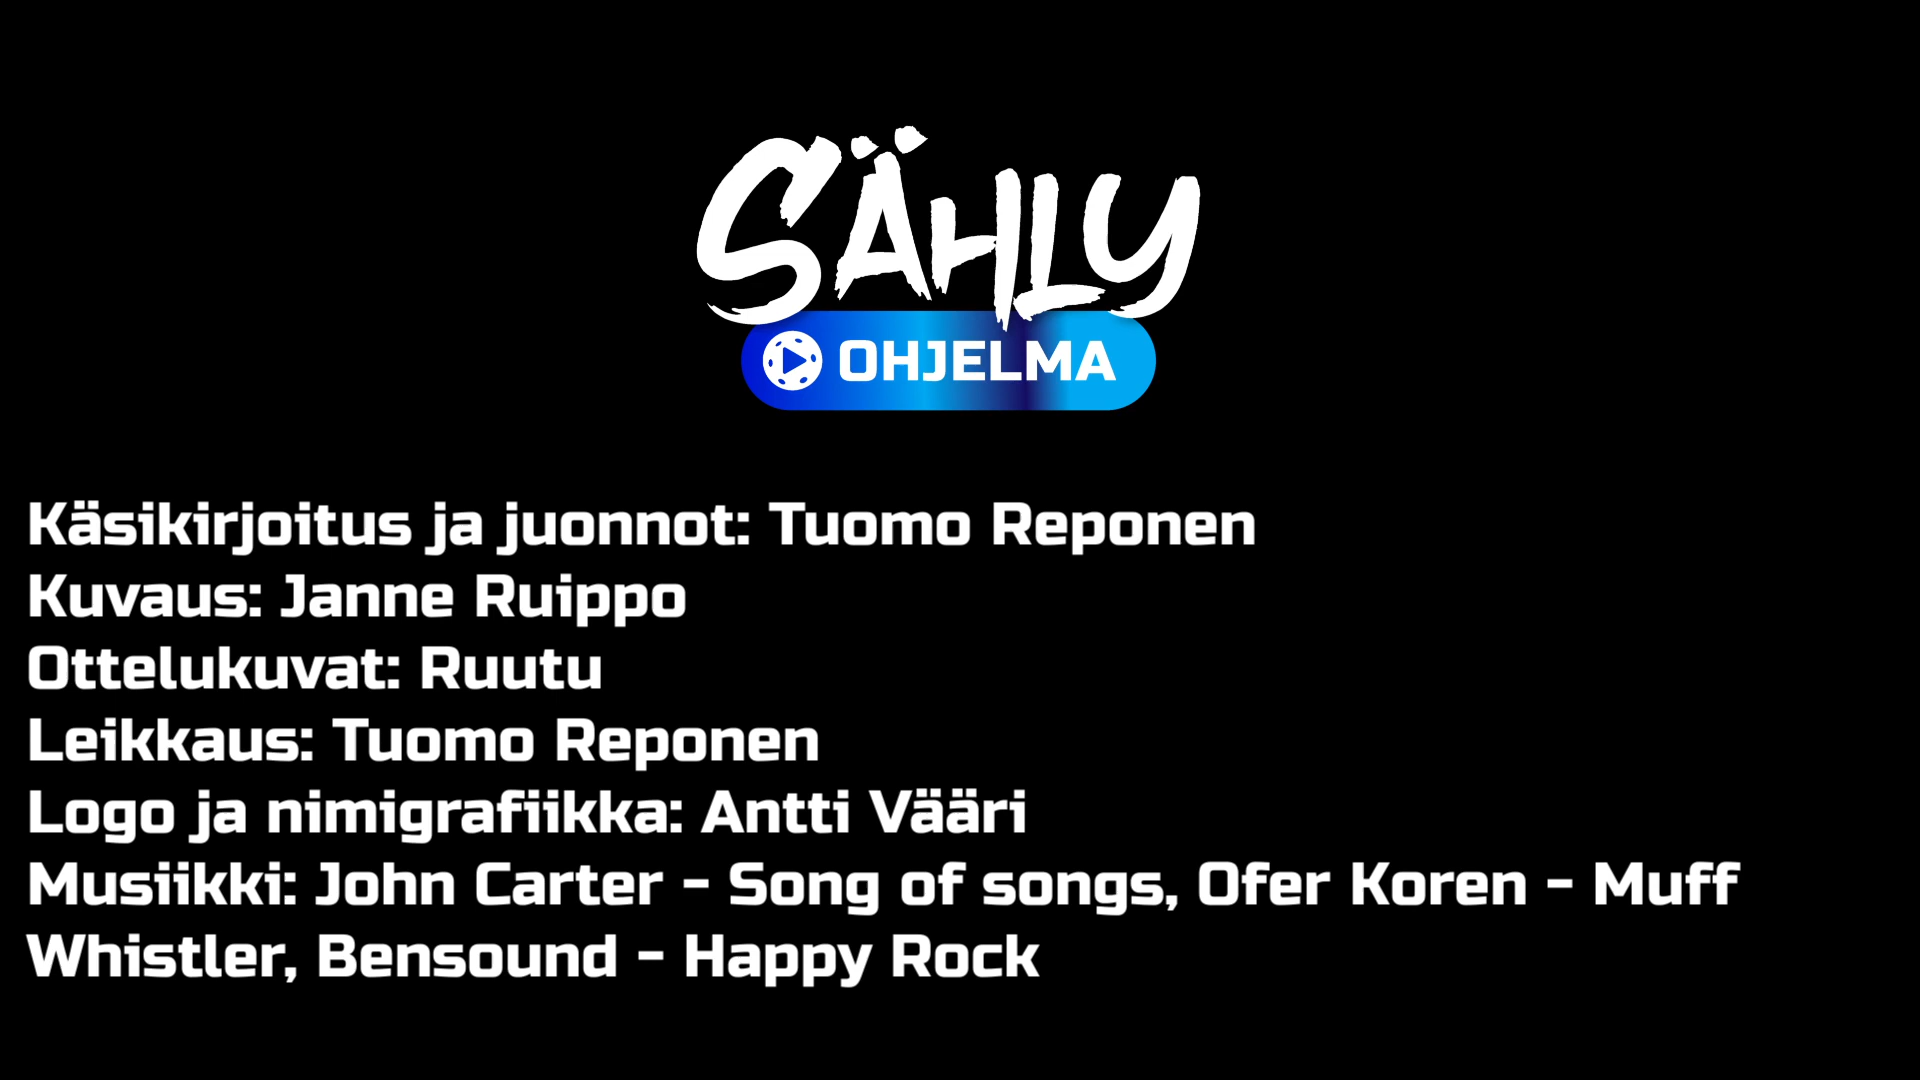 SÄHLY
OHJELMA
Käsikirjoitus ja juonnot: Tuomo Reponen
Kuvaus: Janne Ruippo
Ottelukuvat: Ruutu
Leikkaus: Tuomo Reponen
Logo ja nimigrafiikka: Antti Vääri
Musiikki: John Carter - Song of songs, Ofer Koren - Muff
Whistler, Bensound - Happy Rock